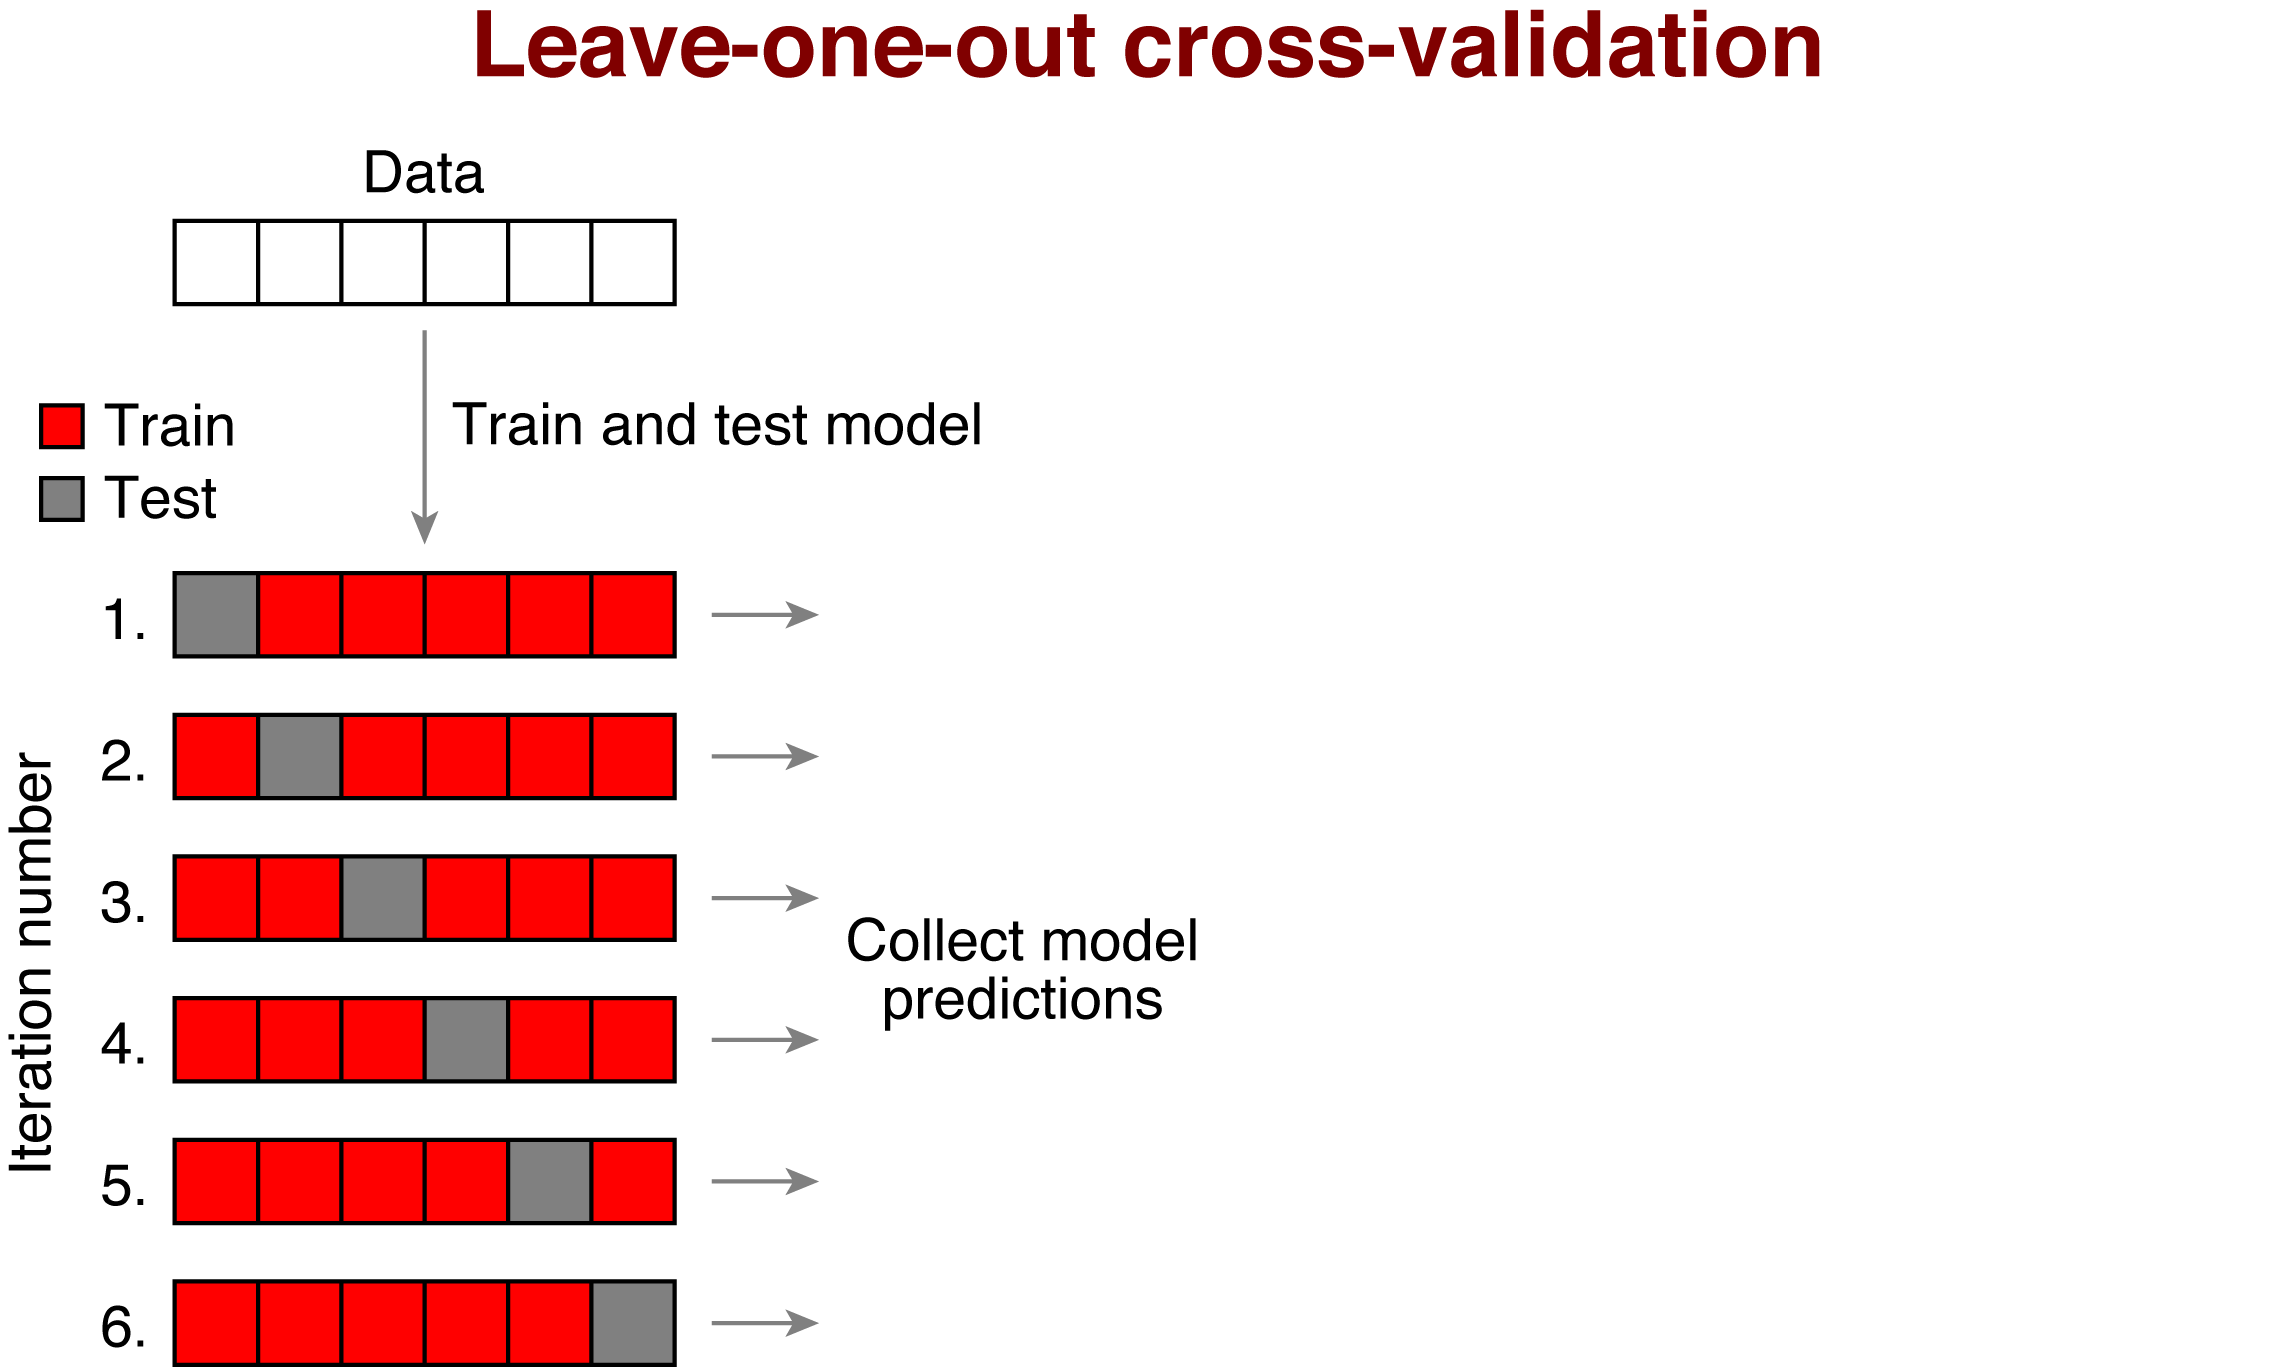 Leave-one-out cross-validation
Data
Train
Train and test model
Test
Iteration number
1.
2.
3.
4.
5.
6.
Collect model
predictions